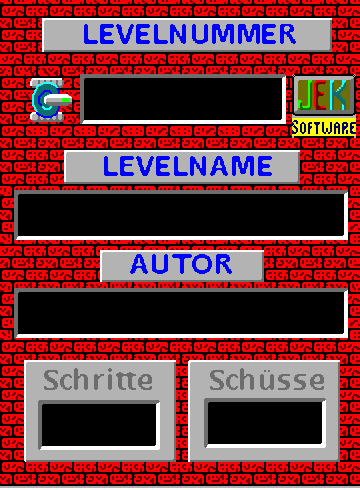 LEVELNUMMER
JEK
SOFTWARE
LEVELNAME
AUTOR
Schritte Schüsse